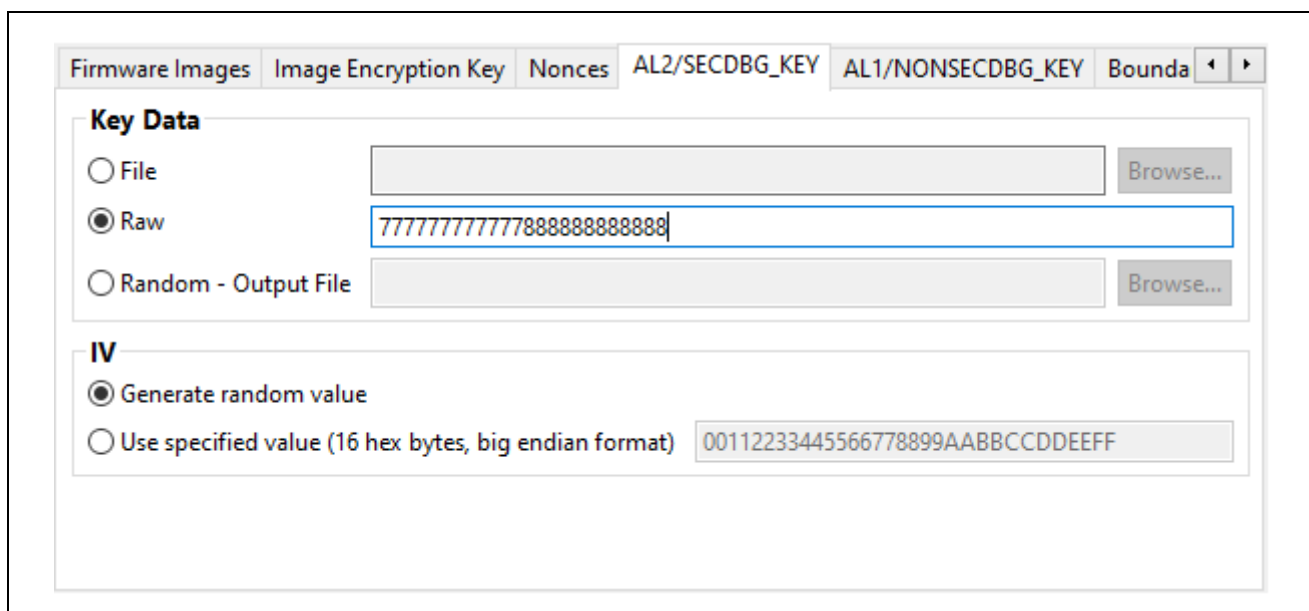 Firmware Images Image Encryption Key Nonces AL2/SECDBG_KEY AL1/NONSECDBG_KEY Bounda
Key Data
File Browse...
Raw 777777777777888888888888
Random - Output File Browse...
IV
Generate random value
Use specified value (16 hex bytes, big endian format) 00112233445566778899AABBCCDDEEFF